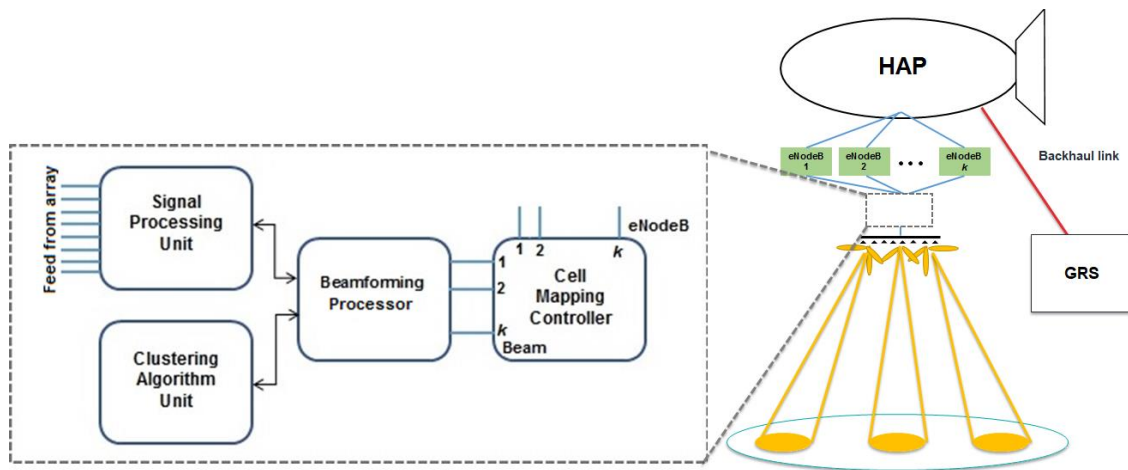 Feed from array
Signal
Processing
Unit
Clustering
Algorithm
Unit
Beamforming
Processor
1
2
k
Beam
1 2 k
eNodeB
Cell
Mapping
Controller
HAP
eNodeB
1
eNodeB
2
• • •
eNodeB
k
Backhaul link
GRS